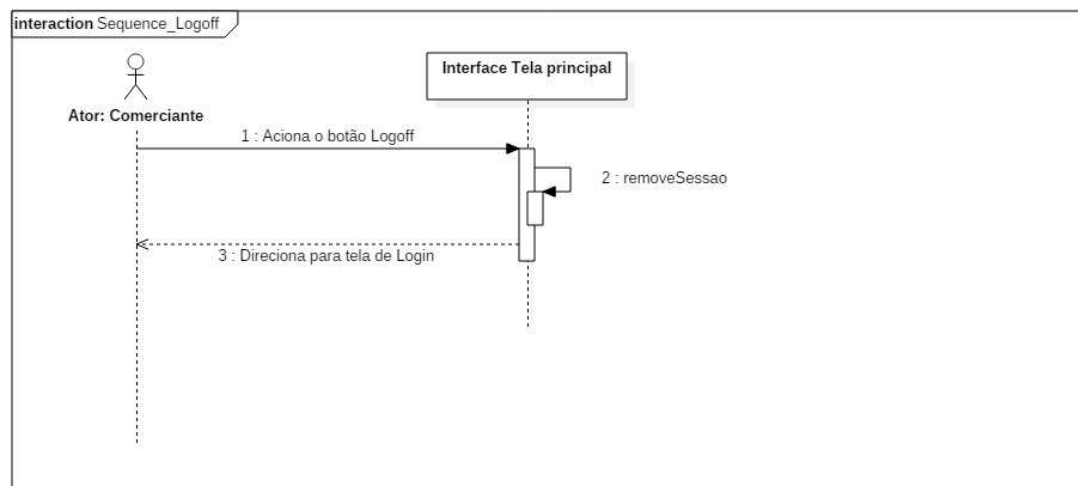 interaction Sequence_Logoff
Interface Tela principal
Ator: Comerciante
1 : Aciona o botão Logoff
2 : removeSessao
3 : Direciona para tela de Login